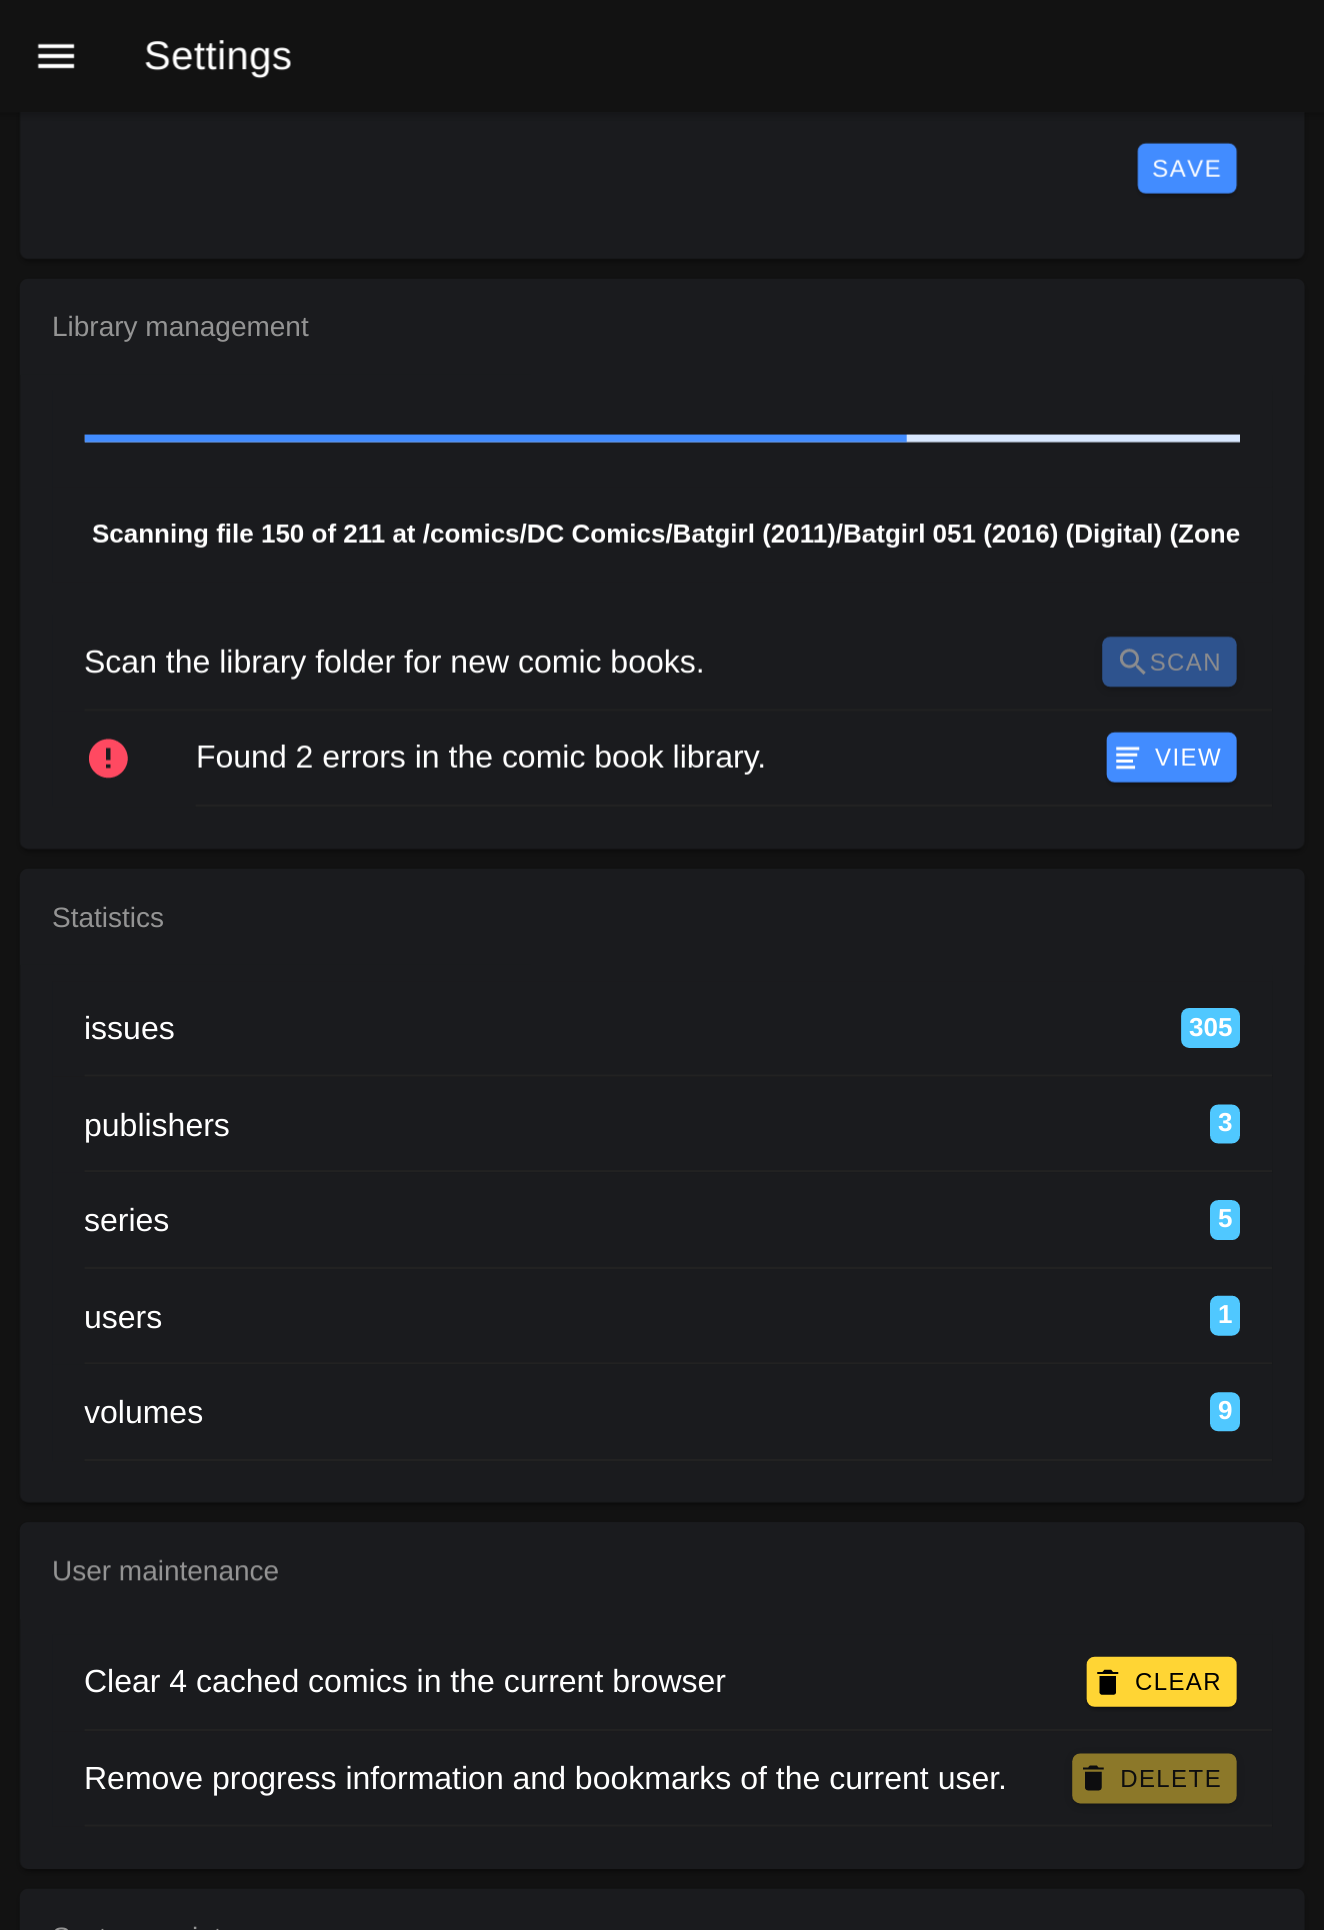 Settings
SAVE
Library management
Scanning file 150 of 211 at /comics/DC Comics/Batgirl (2011)/Batgirl 051 (2016) (Digital) (Zone
Scan the library folder for new comic books.
SCAN
Found 2 errors in the comic book library.
VIEW
Statistics
issues
305
publishers
3
series
5
users
1
volumes
9
User maintenance
Clear 4 cached comics in the current browser
CLEAR
Remove progress information and bookmarks of the current user.
DELETE